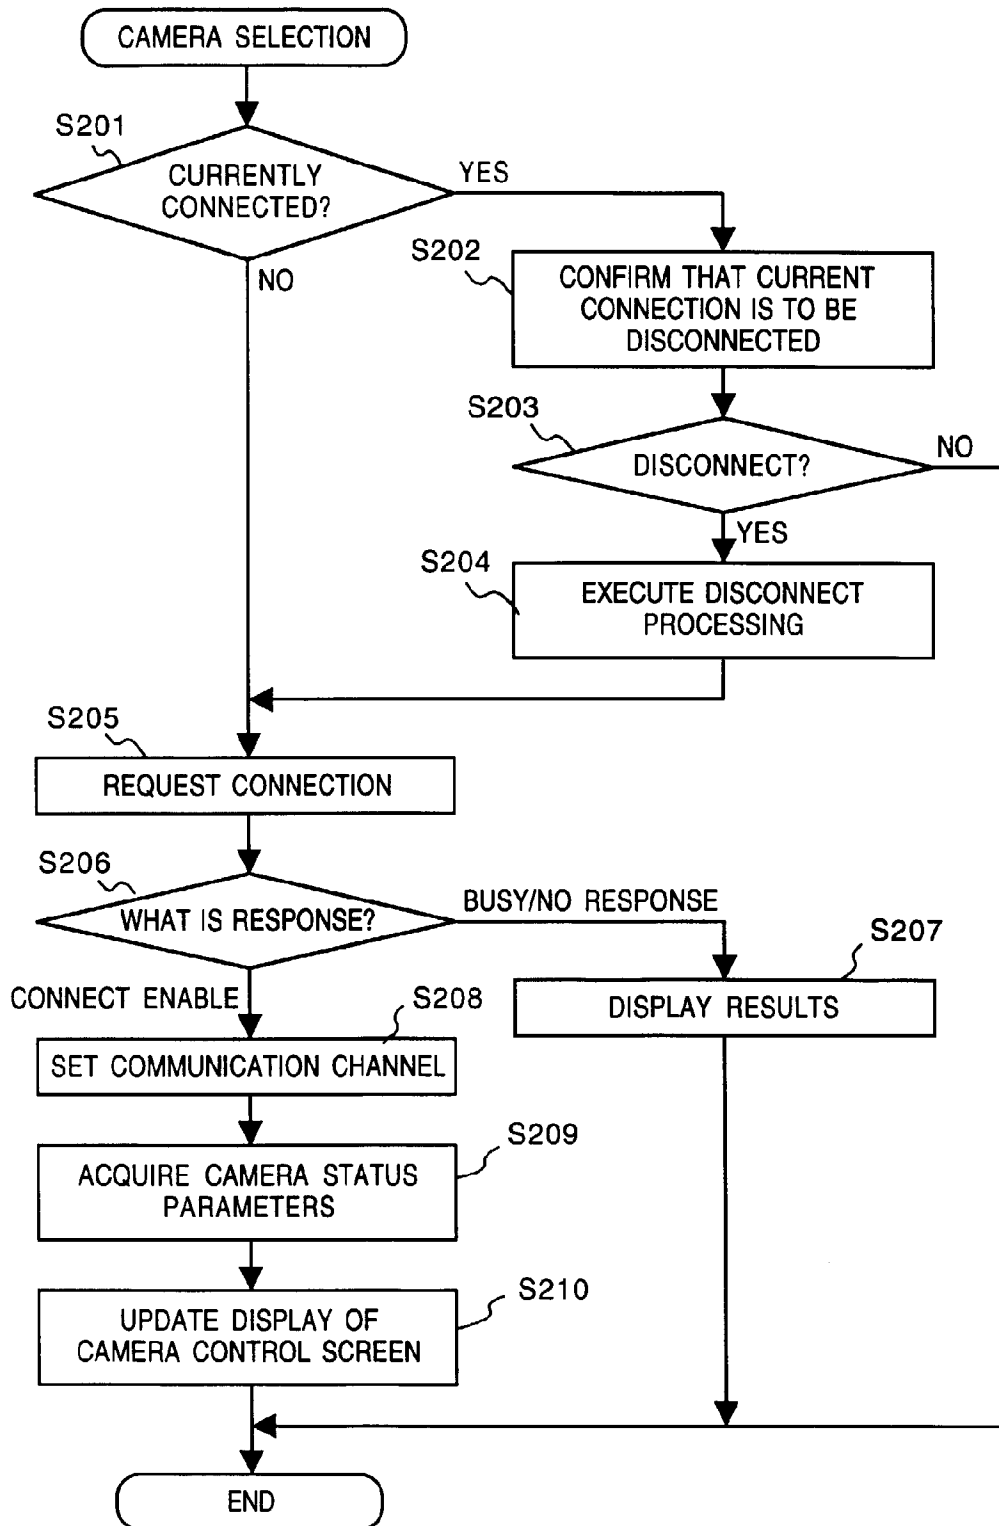 CAMERA SELECTION
S201
CURRENTLY
CONNECTED?
YES
NO
S202
CONFIRM THAT CURRENT
CONNECTION IS TO BE
DISCONNECTED
S203
DISCONNECT?
NO
YES
S204
EXECUTE DISCONNECT
PROCESSING
S205
REQUEST CONNECTION
S206
WHAT IS RESPONSE?
BUSY/NO RESPONSE
S207
DISPLAY RESULTS
CONNECT ENABLE
S208
SET COMMUNICATION CHANNEL
S209
ACQUIRE CAMERA STATUS
PARAMETERS
S210
UPDATE DISPLAY OF
CAMERA CONTROL SCREEN
END